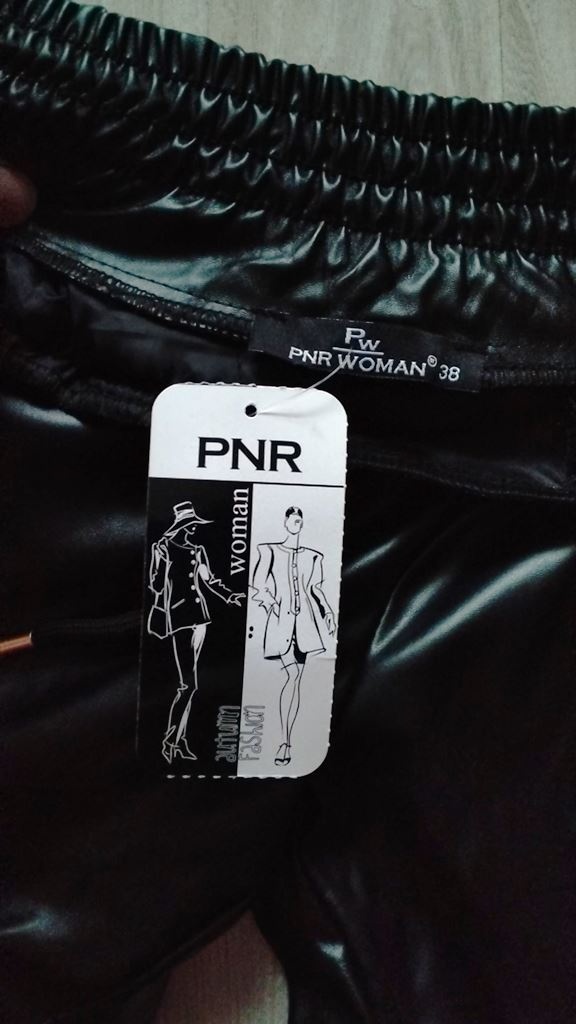 PW
PNR WOMAN® 38
PNR
woman
autumn
fashion